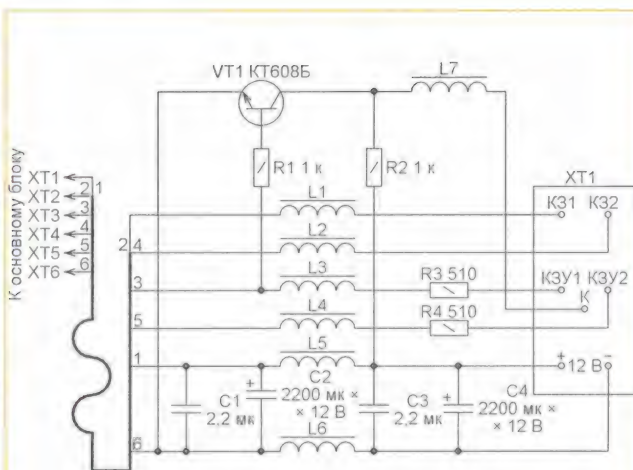 VT1 КТ608Б
L7
К основному блоку
XT1
XT2
XT3
XT4
XT5
XT6
1
2
3
4
5
6
R1 1 к
R2 1 к
XT1
L1
КЗ1
КЗ2
2
4
L2
3
L3
R3 510
КЗУ1
КЗУ2
К
5
L4
R4 510
1
L5
+
12 В
−
C1
2,2 мк
+
C2
2200 мк ×
× 12 В
C3
2,2 мк
+
C4
2200 мк ×
× 12 В
6
L6